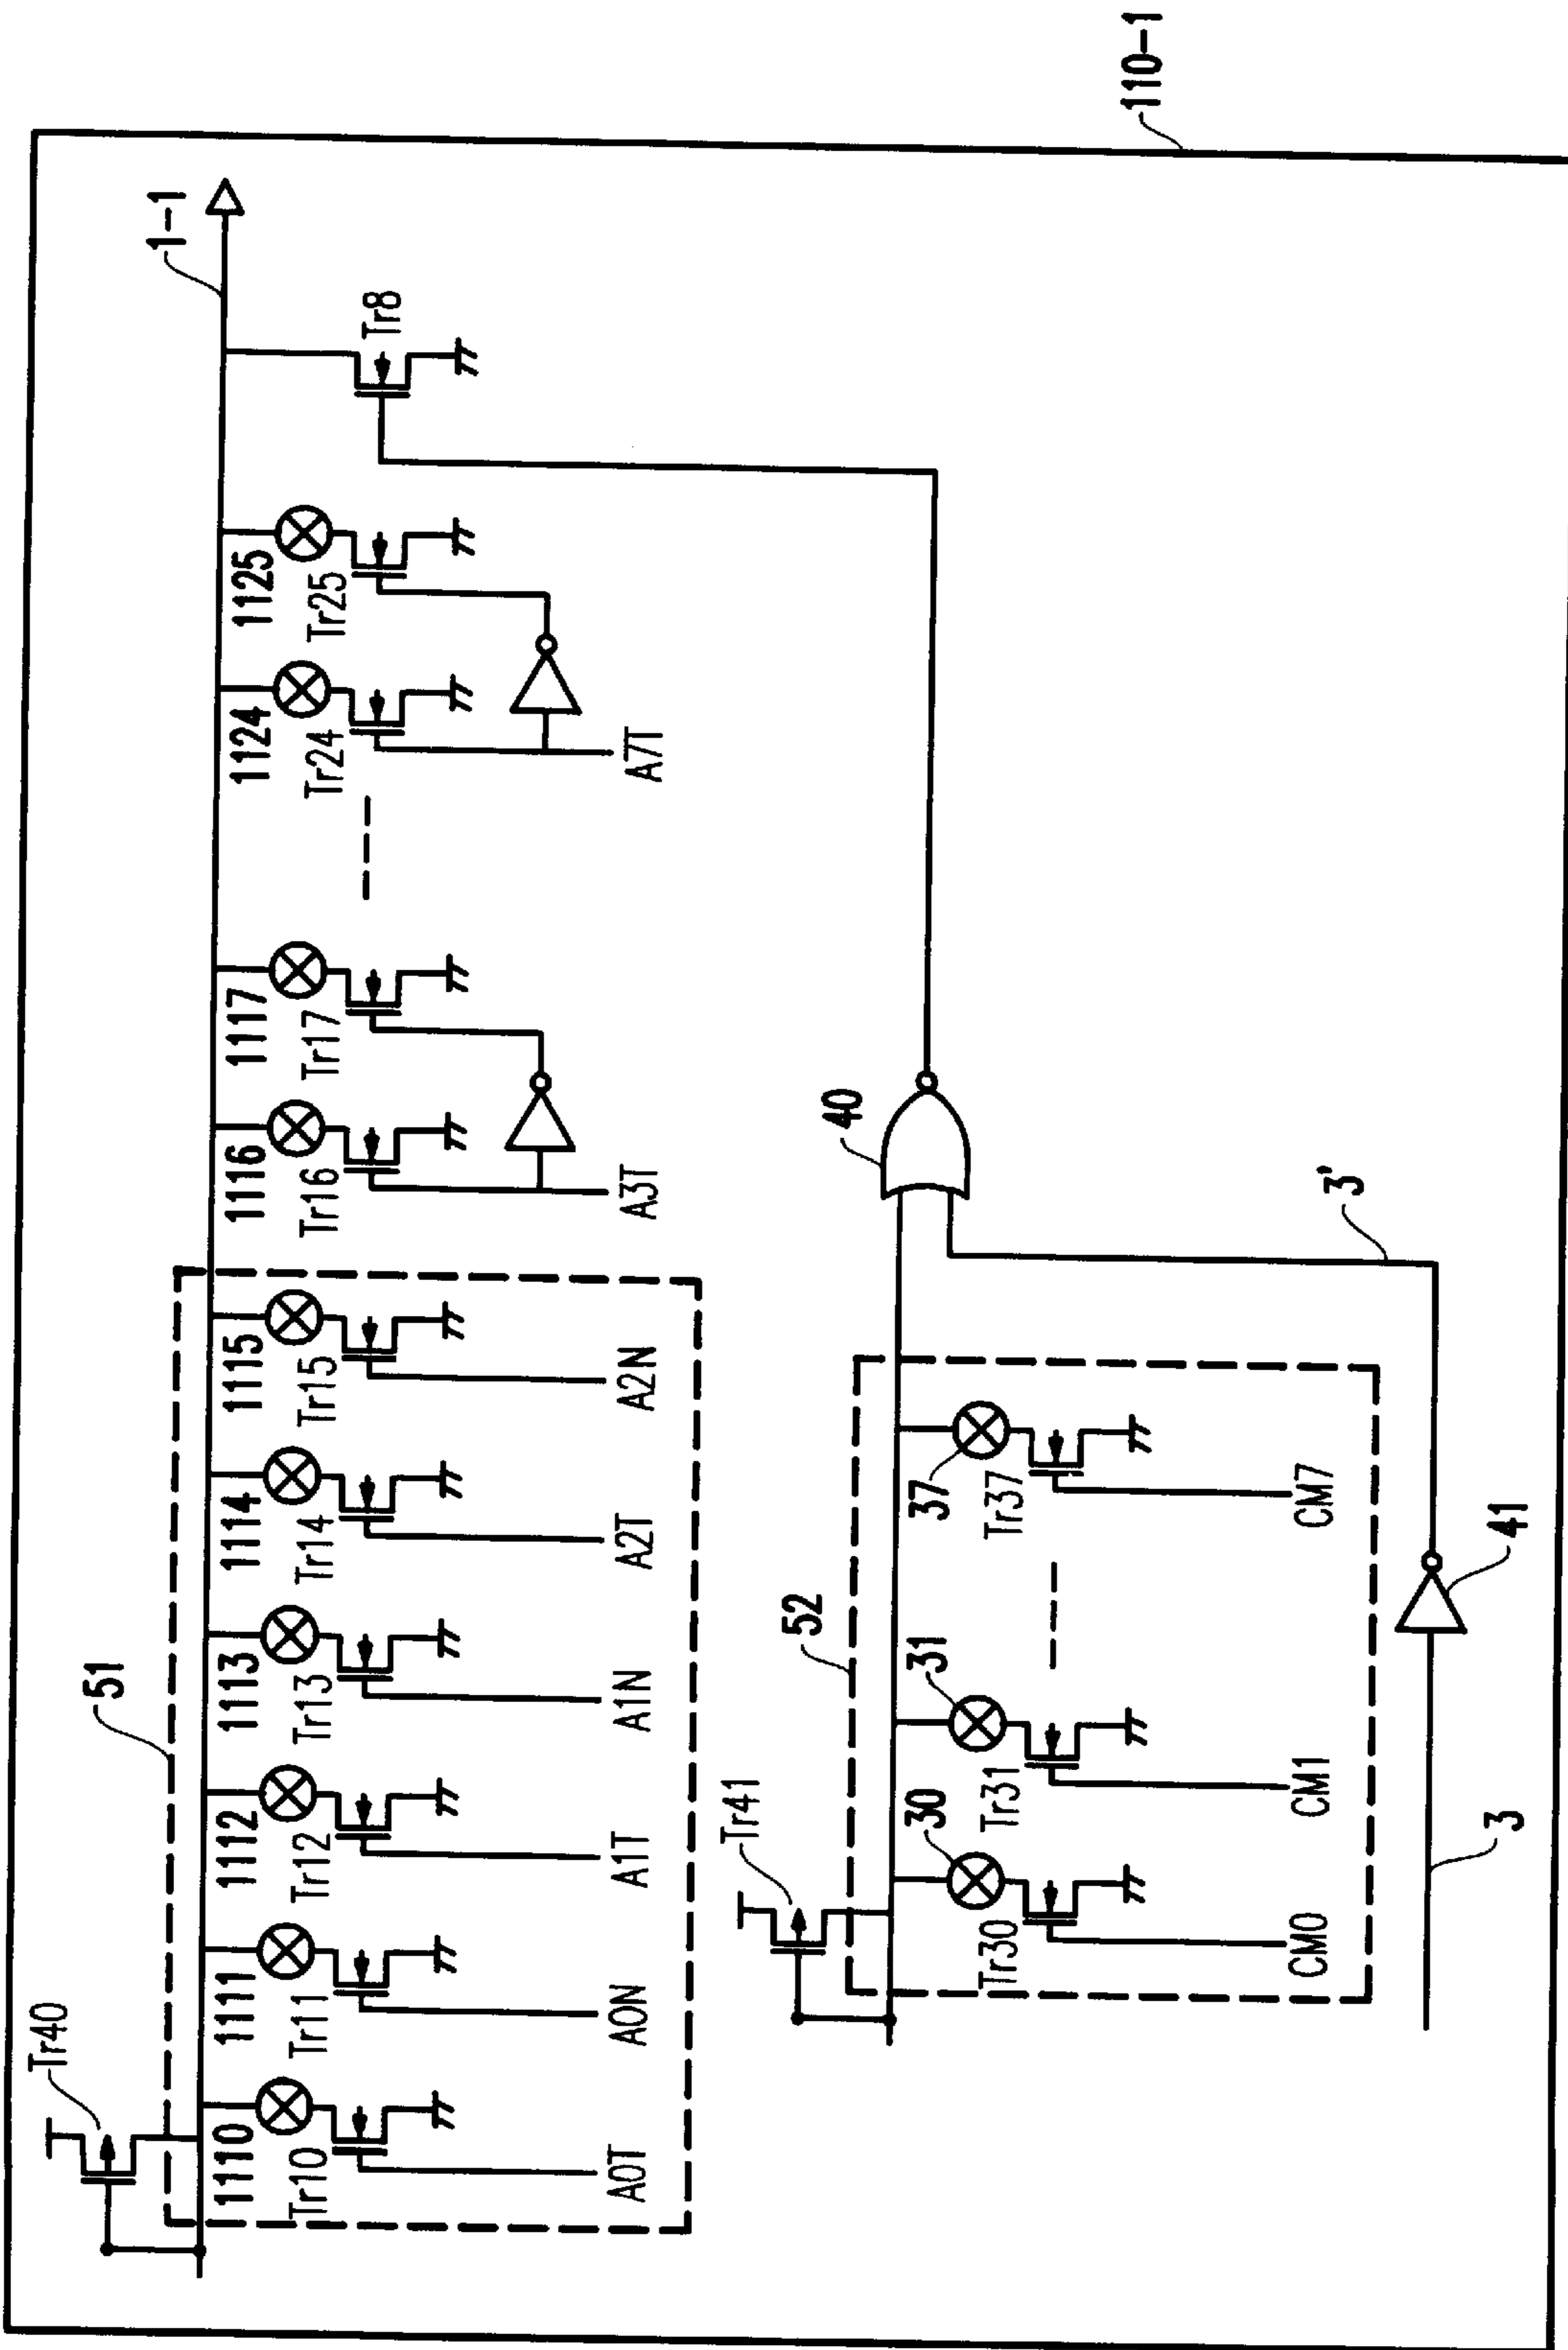 110-1
1-1
Tr40
51
1110
1111
1112
1113
1114
1115
1116
1117
1124
1125
Tr10
Tr11
Tr12
Tr13
Tr14
Tr15
Tr16
Tr17
Tr24
Tr25
Tr8
A0T
A0N
A1T
A1N
A2T
A2N
A3T
A7T
Tr41
52
40
30
31
37
Tr30
Tr31
Tr37
CM0
CM1
CM7
3
41
3'